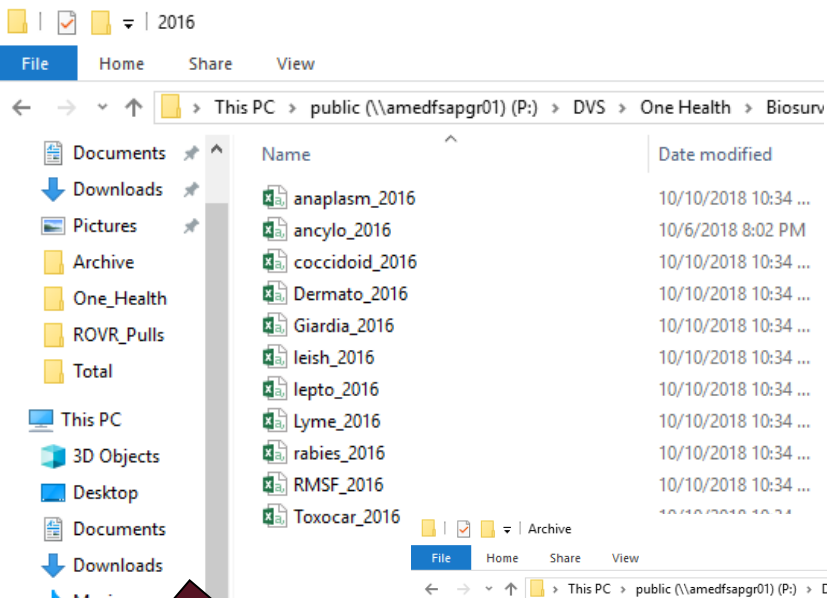 2016
File Home Share View
This PC > public (\\amedfsapgr01) (P:) > DVS > One Health > Biosurv
Documents
Downloads
Pictures
Archive
One_Health
ROVR_Pulls
Total
This PC
3D Objects
Desktop
Documents
Downloads
Name Date modified
anaplasm_2016 10/10/2018 10:34 ...
ancylo_2016 10/6/2018 8:02 PM
coccidoid_2016 10/10/2018 10:34 ...
Dermato_2016 10/10/2018 10:34 ...
Giardia_2016 10/10/2018 10:34 ...
leish_2016 10/10/2018 10:34 ...
lepto_2016 10/10/2018 10:34 ...
Lyme_2016 10/10/2018 10:34 ...
rabies_2016 10/10/2018 10:34 ...
RMSF_2016 10/10/2018 10:34 ...
Toxocar_2016
Archive
File Home Share View
This PC > public (\\amedfsapgr01) (P:) >